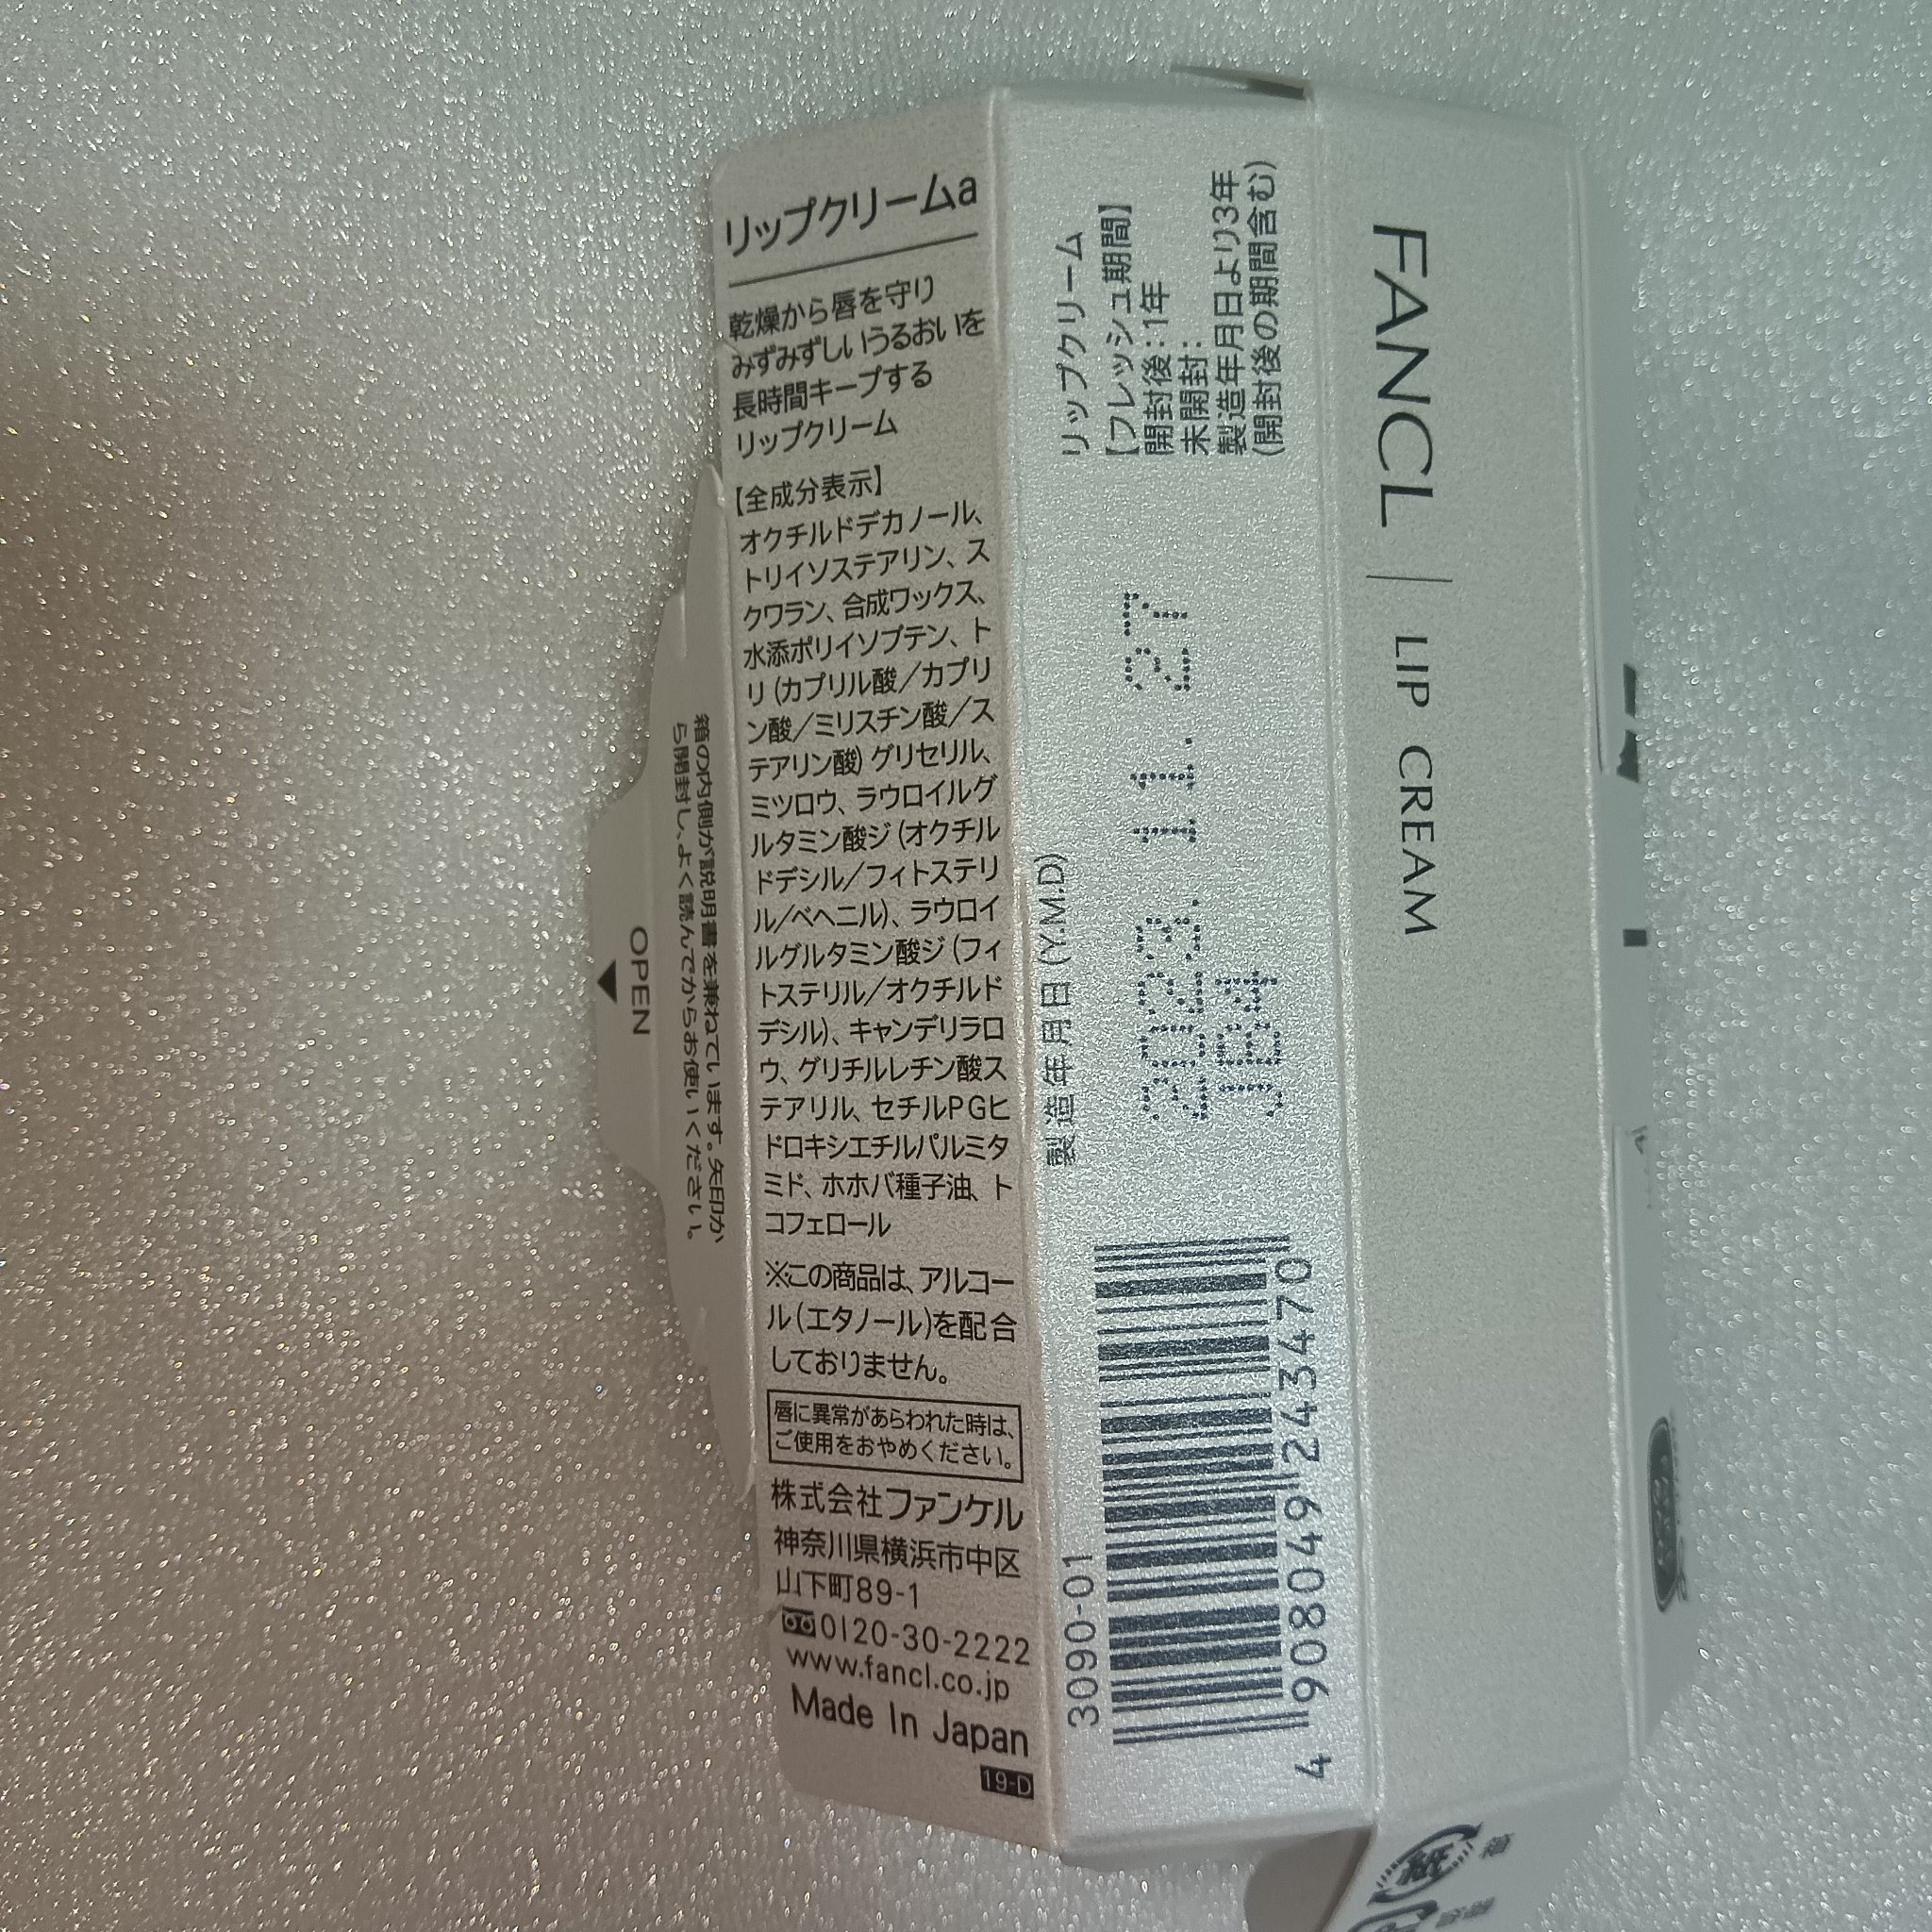 リップクリームa
乾燥から唇を守り
みずみずしいうるおいを
長時間キープする
リップクリーム
【全成分表示】
オクチルドデカノール、
トリイソステアリン、ス
クワラン、合成ワックス、
水添ポリイソブテン、ト
リ(カプリル酸/カプリ
ン酸/ミリスチン酸/ス
テアリン酸)グリセリル、
ミツロウ、ラウロイルグ
ルタミン酸ジ(オクチル
ドデシル/フィトステリ
ル/ベヘニル)、ラウロイ
ルグルタミン酸ジ(フィ
トステリル/オクチルド
デシル)、キャンデリラロ
ウ、グリチルレチン酸ス
テアリル、セチルPGヒ
ドロキシエチルパルミタ
ミド、ホホバ種子油、ト
コフェロール
※この商品は、アルコー
ル(エタノール)を配合
しておりません。
唇に異常があらわれた時は、
ご使用をおやめください。
株式会社ファンケル
神奈川県横浜市中区
山下町89-1
0120-30-2222
www.fancl.co.jp
Made In Japan
19-D
OPEN
箱の内側が説明書を兼ねています。矢印か
ら開封し、よく読んでからお使いください。
リップクリーム
【フレッシュ期間】
開封後:1年
未開封:
製造年月日より3年
(開封後の期間含む)
製造年月日(Y.M.D)
2023. 11. 27
3090-01
4 908049 243470
FANCL | LIP CREAM
紙
箱